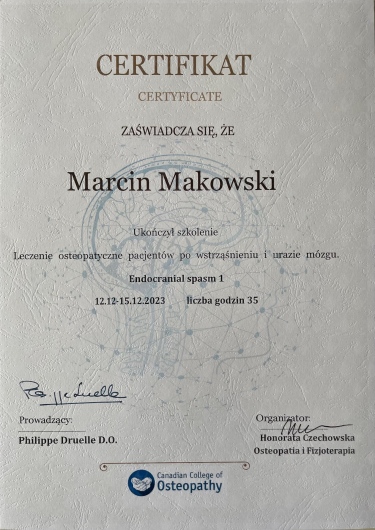 CERTIFIKAT
CERTYFICATE
ZAŚWIADCZA SIĘ, ŻE
Marcin Makowski
Ukończył szkolenie
Leczenie osteopatyczne pacjentów po wstrząśnieniu i urazie mózgu.
Endocranial spasm 1
12.12-15.12.2023 liczba godzin 35
Prowadzący:
Philippe Druelle D.O.
Organizator:
Honorata Czechowska
Osteopatia i Fizjoterapia
Canadian College of
Osteopathy